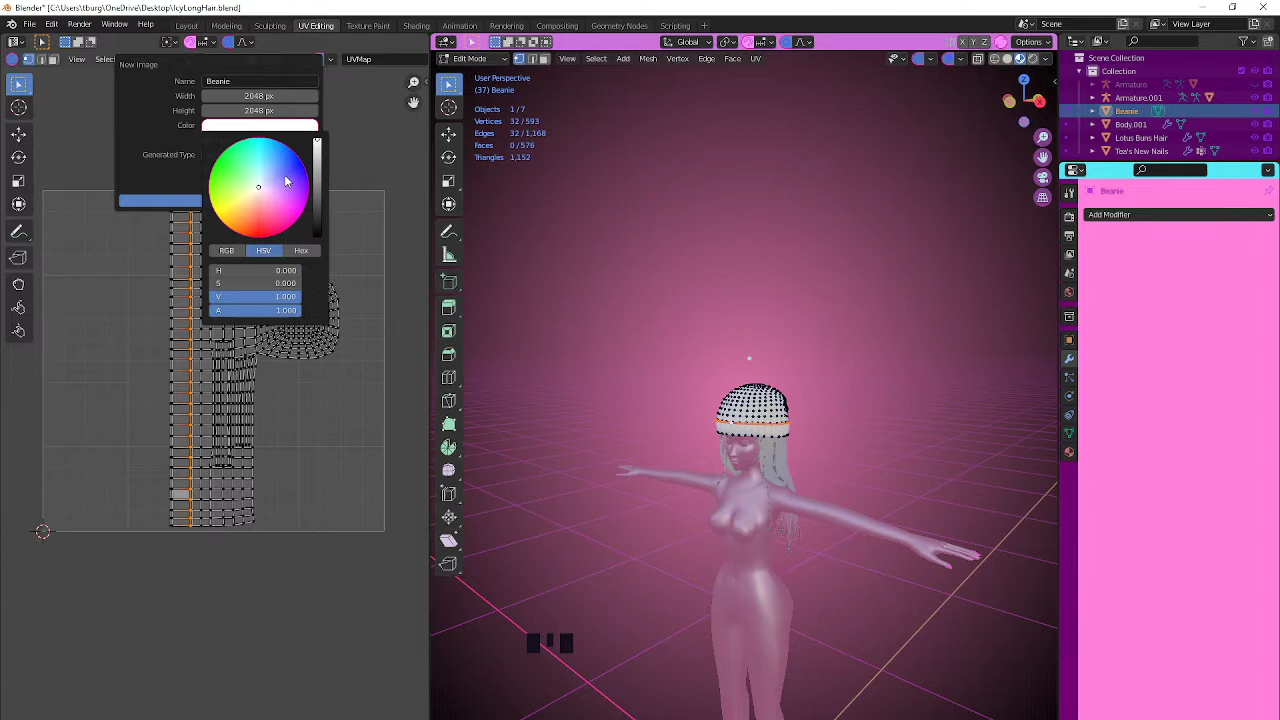 Blender* [C:\Users\tburg\OneDrive\Desktop\IcyLongHair.blend]
File Edit Render Window Help Layout Modeling Sculpting UV Editing Texture Paint Shading Animation Rendering Compositing Geometry Nodes Scripting + Scene View Layer
Global Options
View Selec UVMap Edit Mode View Select Add Mesh Vertex Edge Face UV
New Image
Name Beanie
Width 2048 px
Height 2048 px
Color
Generated Type
RGB HSV Hex
H 0.000
S 0.000
V 1.000
A 1.000
User Perspective
(37) Beanie
Objects 1/7
Vertices 32/593
Edges 32/1,168
Faces 0/576
Triangles 1,152
X Y Z
Z
X
Scene Collection
Collection
Armature
Armature.001
Beanie
Body.001
Lotus Buns Hair
Tea's New Nails
Beanie
Add Modifier